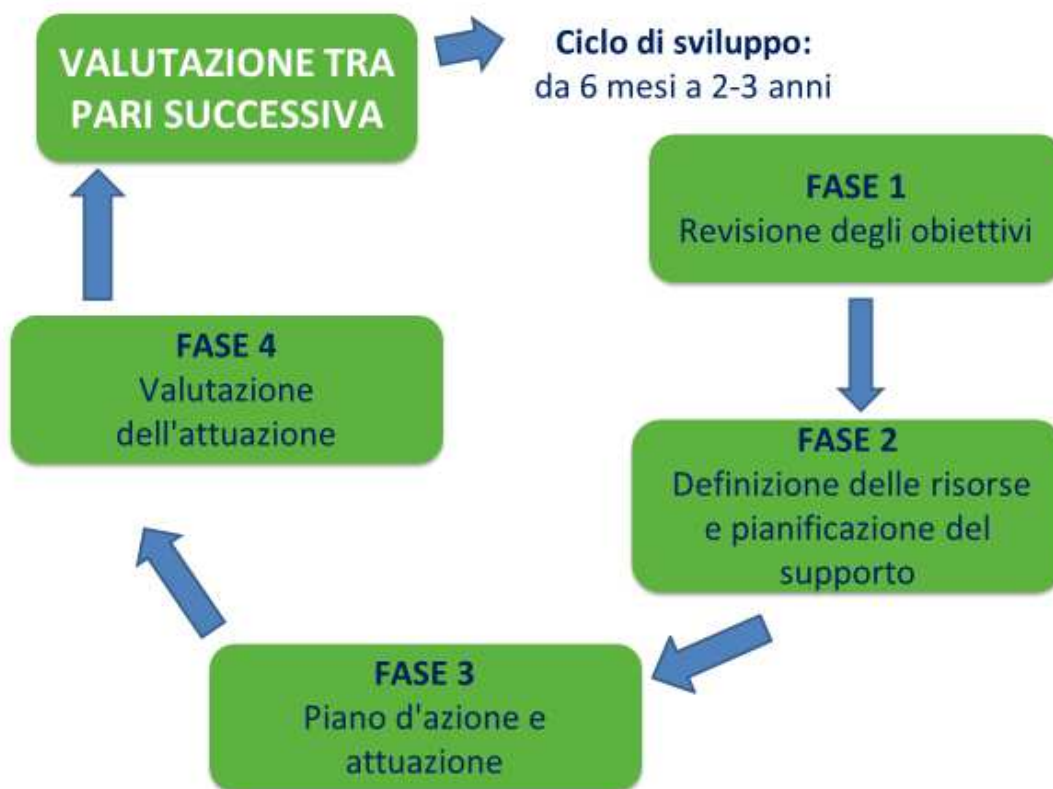 VALUTAZIONE TRA
PARI SUCCESSIVA
Ciclo di sviluppo:
da 6 mesi a 2-3 anni
FASE 1
Revisione degli obiettivi
FASE 2
Definizione delle risorse
e pianificazione del
supporto
FASE 3
Piano d'azione e
attuazione
FASE 4
Valutazione
dell'attuazione